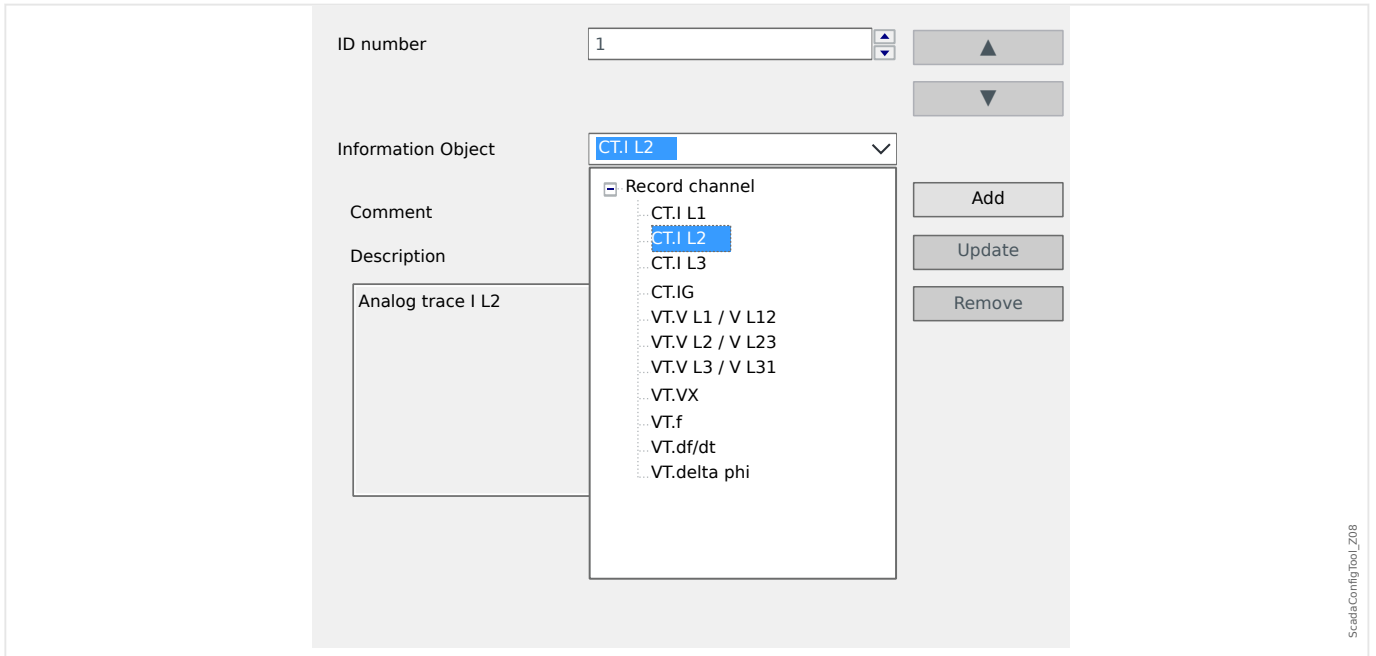 ID number
1
▲
▼
Information Object
CT.I L2
Record channel
CT.I L1
CT.I L2
CT.I L3
CT.IG
VT.V L1 / V L12
VT.V L2 / V L23
VT.V L3 / V L31
VT.VX
VT.f
VT.df/dt
VT.delta phi
Comment
Description
Analog trace I L2
Add
Update
Remove
ScadaConfigTool_Z08